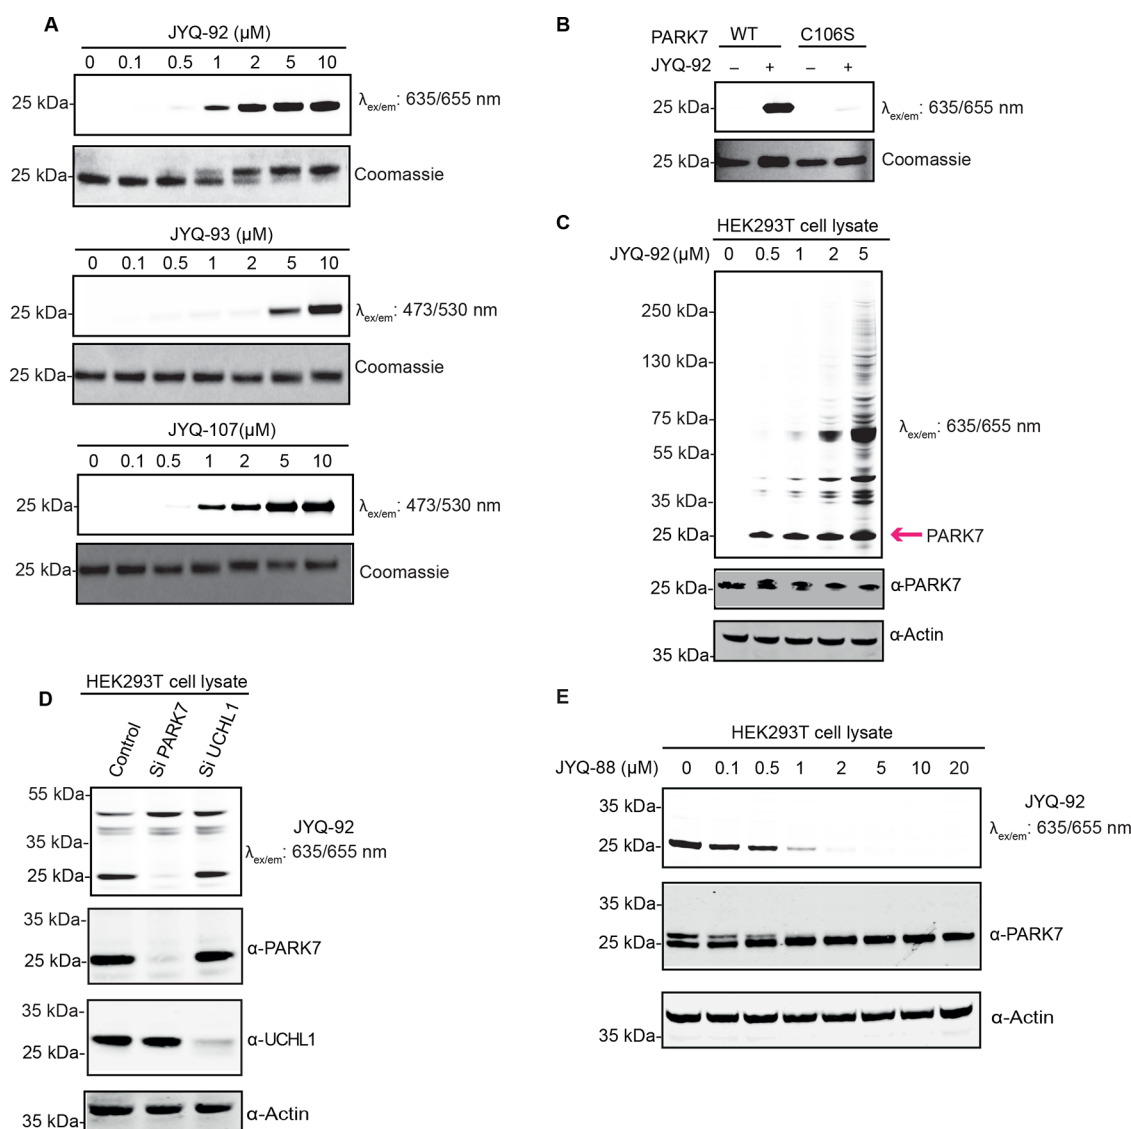 A
JYQ-92 (µM)
0 0.1 0.5 1 2 5 10
25 kDa- λex/em: 635/655 nm
25 kDa- Coomassie
JYQ-93 (µM)
0 0.1 0.5 1 2 5 10
25 kDa- λex/em: 473/530 nm
25 kDa- Coomassie
JYQ-107(µM)
0 0.1 0.5 1 2 5 10
25 kDa- λex/em: 473/530 nm
25 kDa- Coomassie
B
PARK7 WT C106S
JYQ-92 – + – +
25 kDa- λex/em: 635/655 nm
25 kDa- Coomassie
C
HEK293T cell lysate
JYQ-92 (µM) 0 0.5 1 2 5
250 kDa-
130 kDa-
75 kDa-
λex/em: 635/655 nm
55 kDa-
35 kDa-
25 kDa- PARK7
25 kDa- α-PARK7
α-Actin
35 kDa-
D
HEK293T cell lysate
Control Si PARK7 Si UCHL1
55 kDa-
JYQ-92
35 kDa-
λex/em: 635/655 nm
25 kDa-
35 kDa-
α-PARK7
25 kDa-
35 kDa-
α-UCHL1
25 kDa-
α-Actin
35 kDa-
E
HEK293T cell lysate
JYQ-88 (µM) 0 0.1 0.5 1 2 5 10 20
35 kDa- JYQ-92
λex/em: 635/655 nm
25 kDa-
35 kDa-
α-PARK7
25 kDa-
α-Actin
35 kDa-